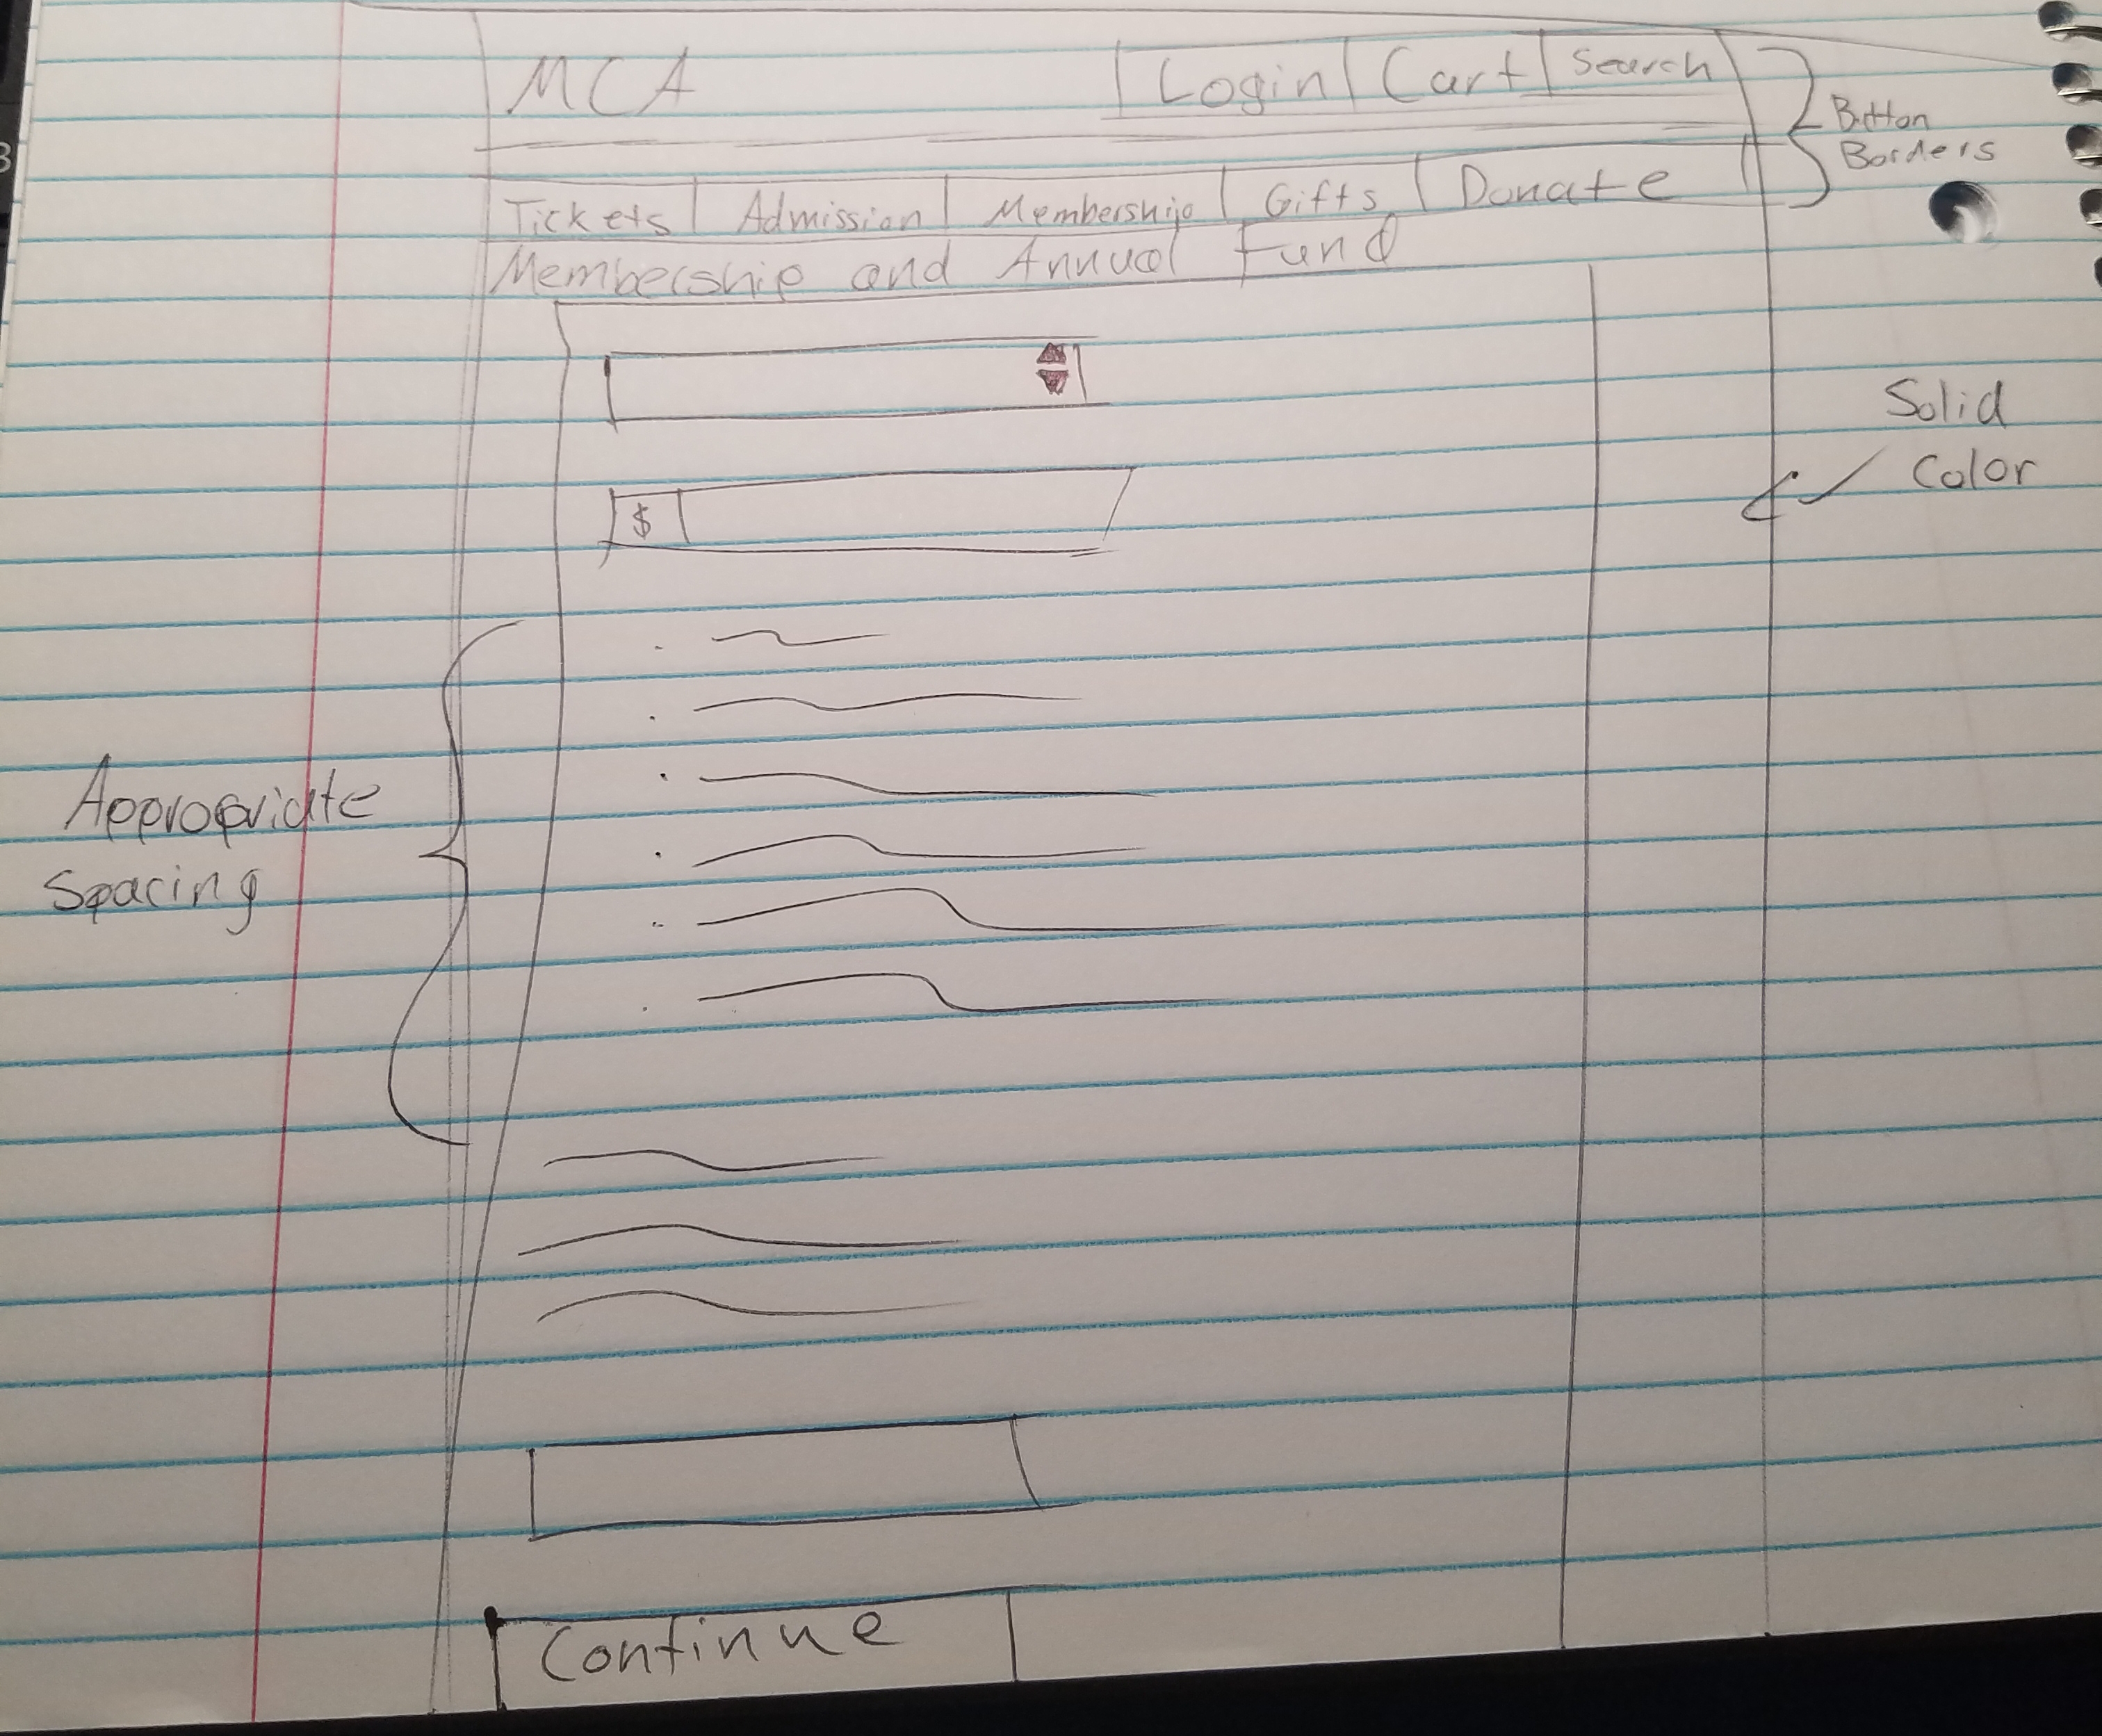 MCA
Login Cart Search
Button
Borders
Tickets Admission Membership Gifts Donate
Membership and Annual Fund
Solid
Color
$
Appropriate
Spacing
Continue